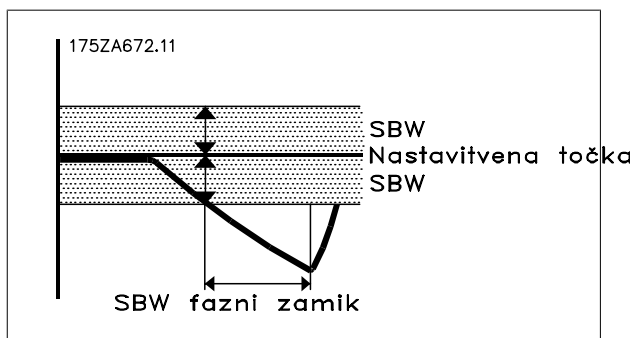 175ZA672.11
SBW
Nastavitvena točka
SBW
SBW fazni zamik